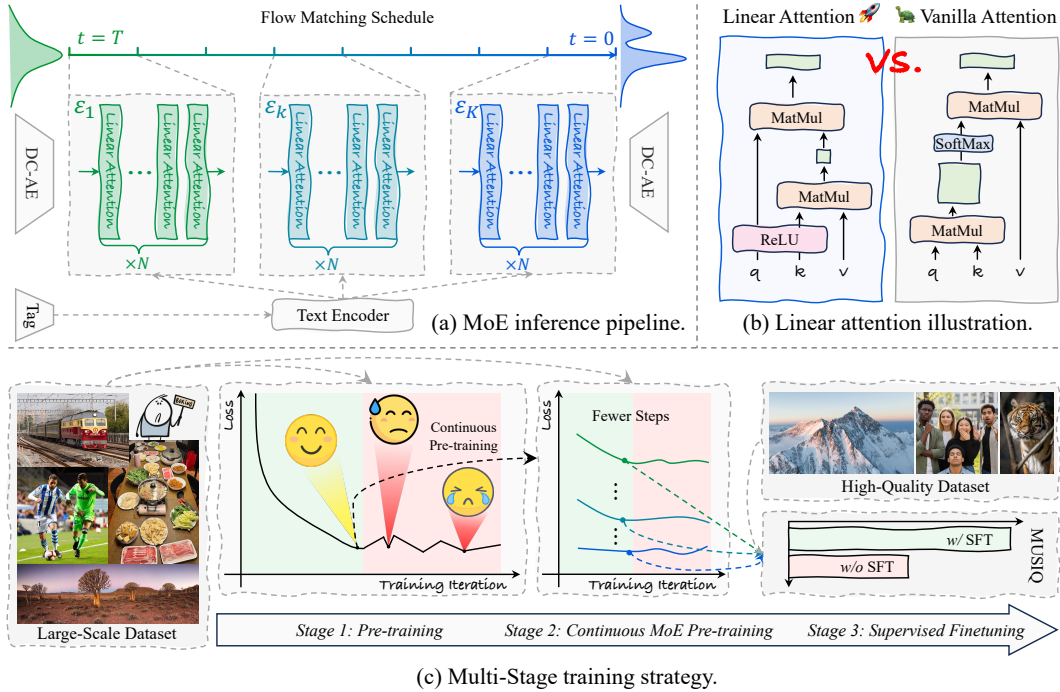 Flow Matching Schedule
t = T
t = 0
ε₁
Linear Attention
Linear Attention
Linear Attention
...
×N
εₖ
Linear Attention
Linear Attention
Linear Attention
...
×N
ε_K
Linear Attention
Linear Attention
Linear Attention
...
×N
DC-AE
DC-AE
Tag
Text Encoder
(a) MoE inference pipeline.
Linear Attention 🚀
VS.
🐢 Vanilla Attention
MatMul
MatMul
ReLU
q k v
MatMul
SoftMax
MatMul
q k v
(b) Linear attention illustration.
BORING
Large-Scale Dataset
Loss
Continuous
Pre-training
Training Iteration
Loss
Fewer Steps
Training Iteration
High-Quality Dataset
w/ SFT
w/o SFT
MUSIQ
Stage 1: Pre-training
Stage 2: Continuous MoE Pre-training
Stage 3: Supervised Finetuning
(c) Multi-Stage training strategy.